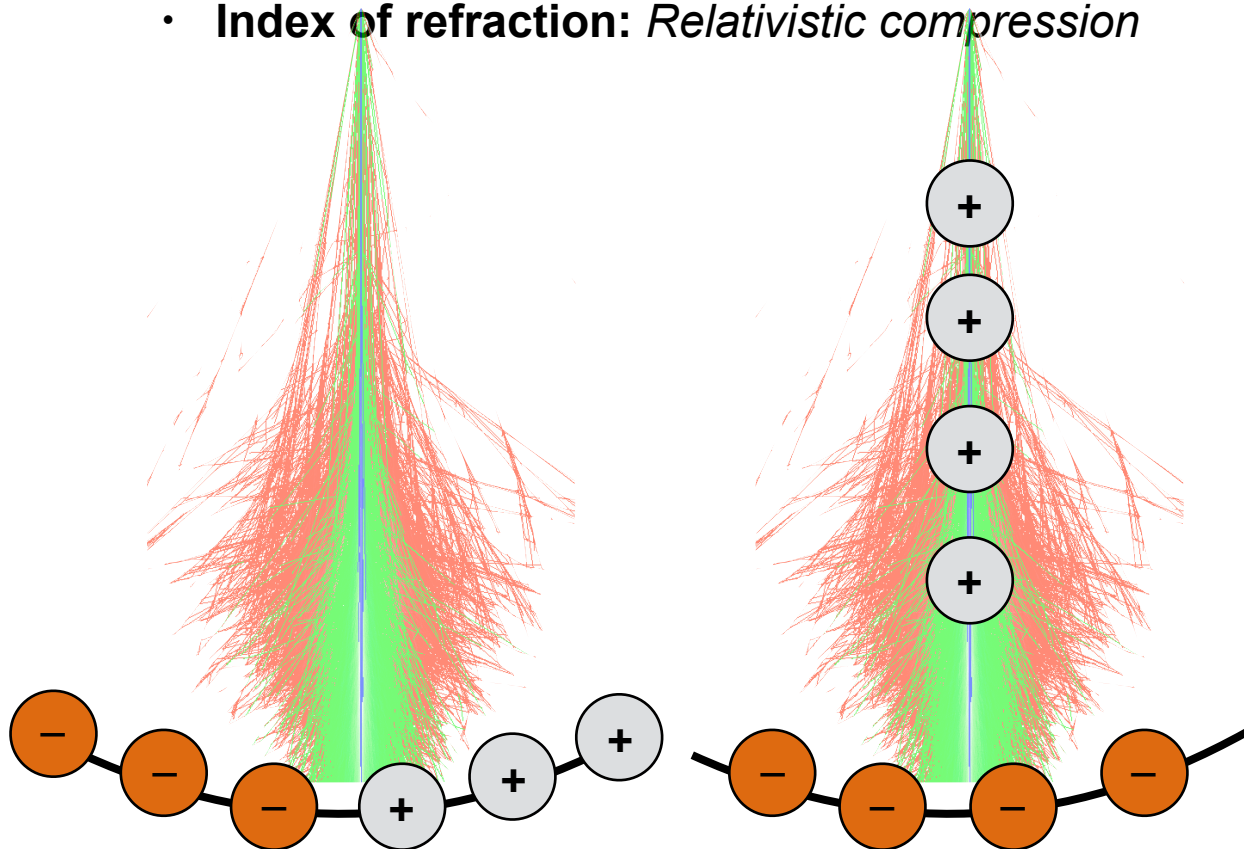 · Index of refraction: Relativistic compression
+
+
+
+
− − − + + +
− − − −